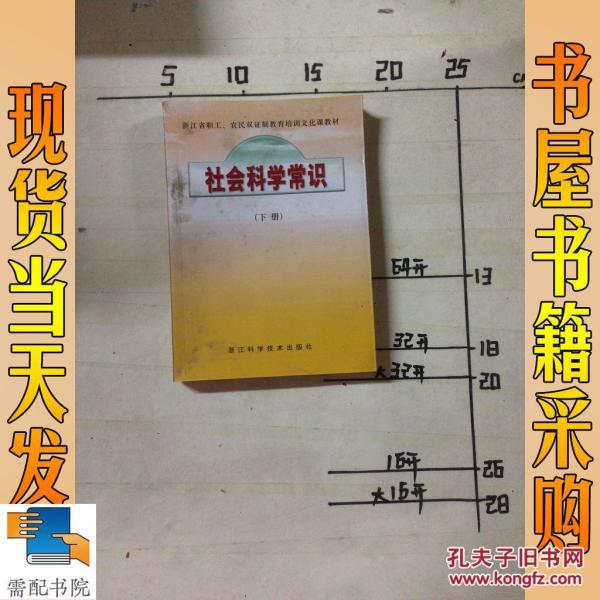 现货当天发
书屋书籍采购
5 10 15 20 25 cm
浙江省职工、农民双证制教育培训文化课教材
社会科学常识
(下册)
浙江科学技术出版社
64开 13
32开 18
大32开 20
16开 26
大16开 28
需配书院
孔夫子旧书网
www.kongfz.com